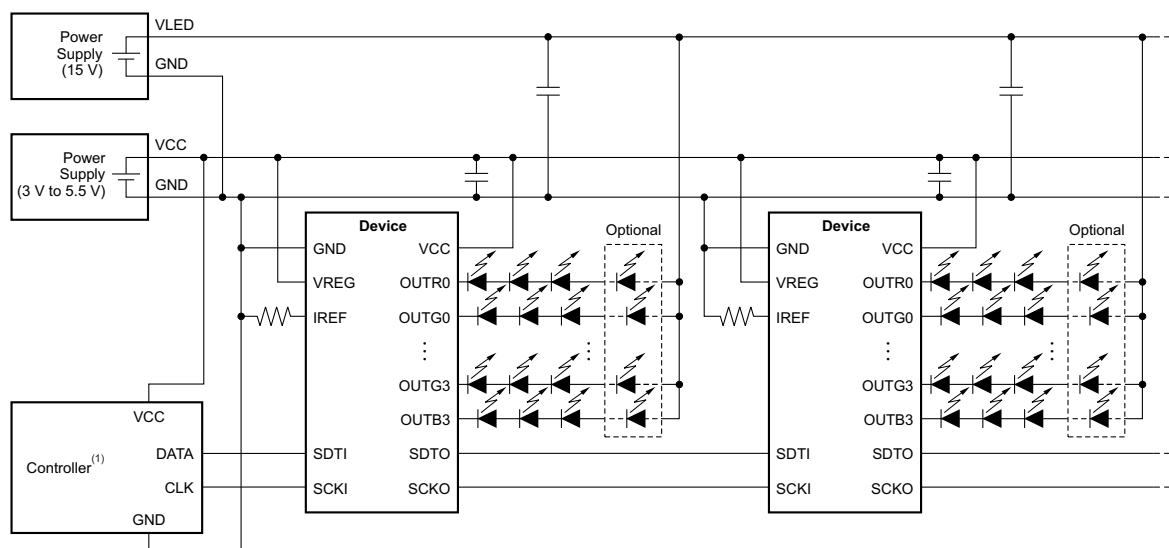 VLED
Power
Supply
(15 V)
GND
VCC
Power
Supply
(3 V to 5.5 V)
GND
Device
GND
VCC
VREG
OUTR0
IREF
OUTG0
⋮
⋮
OUTG3
OUTB3
SDTI
SDTO
SCKI
SCKO
Optional
Device
GND
VCC
VREG
OUTR0
IREF
OUTG0
⋮
⋮
OUTG3
OUTB3
SDTI
SDTO
SCKI
SCKO
Optional
VCC
DATA
Controller(1)
CLK
GND